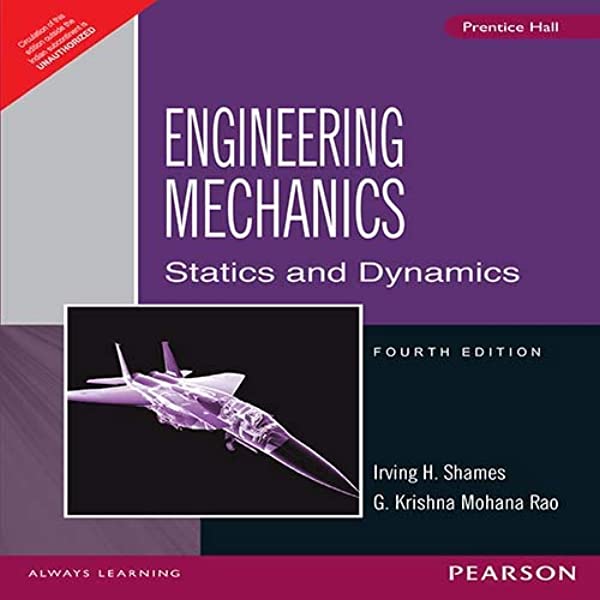 Circulation of this
edition outside the
Indian subcontinent is
UNAUTHORIZED
Prentice Hall
ENGINEERING
MECHANICS
Statics and Dynamics
FOURTH EDITION
Irving H. Shames
G. Krishna Mohana Rao
ALWAYS LEARNING
PEARSON